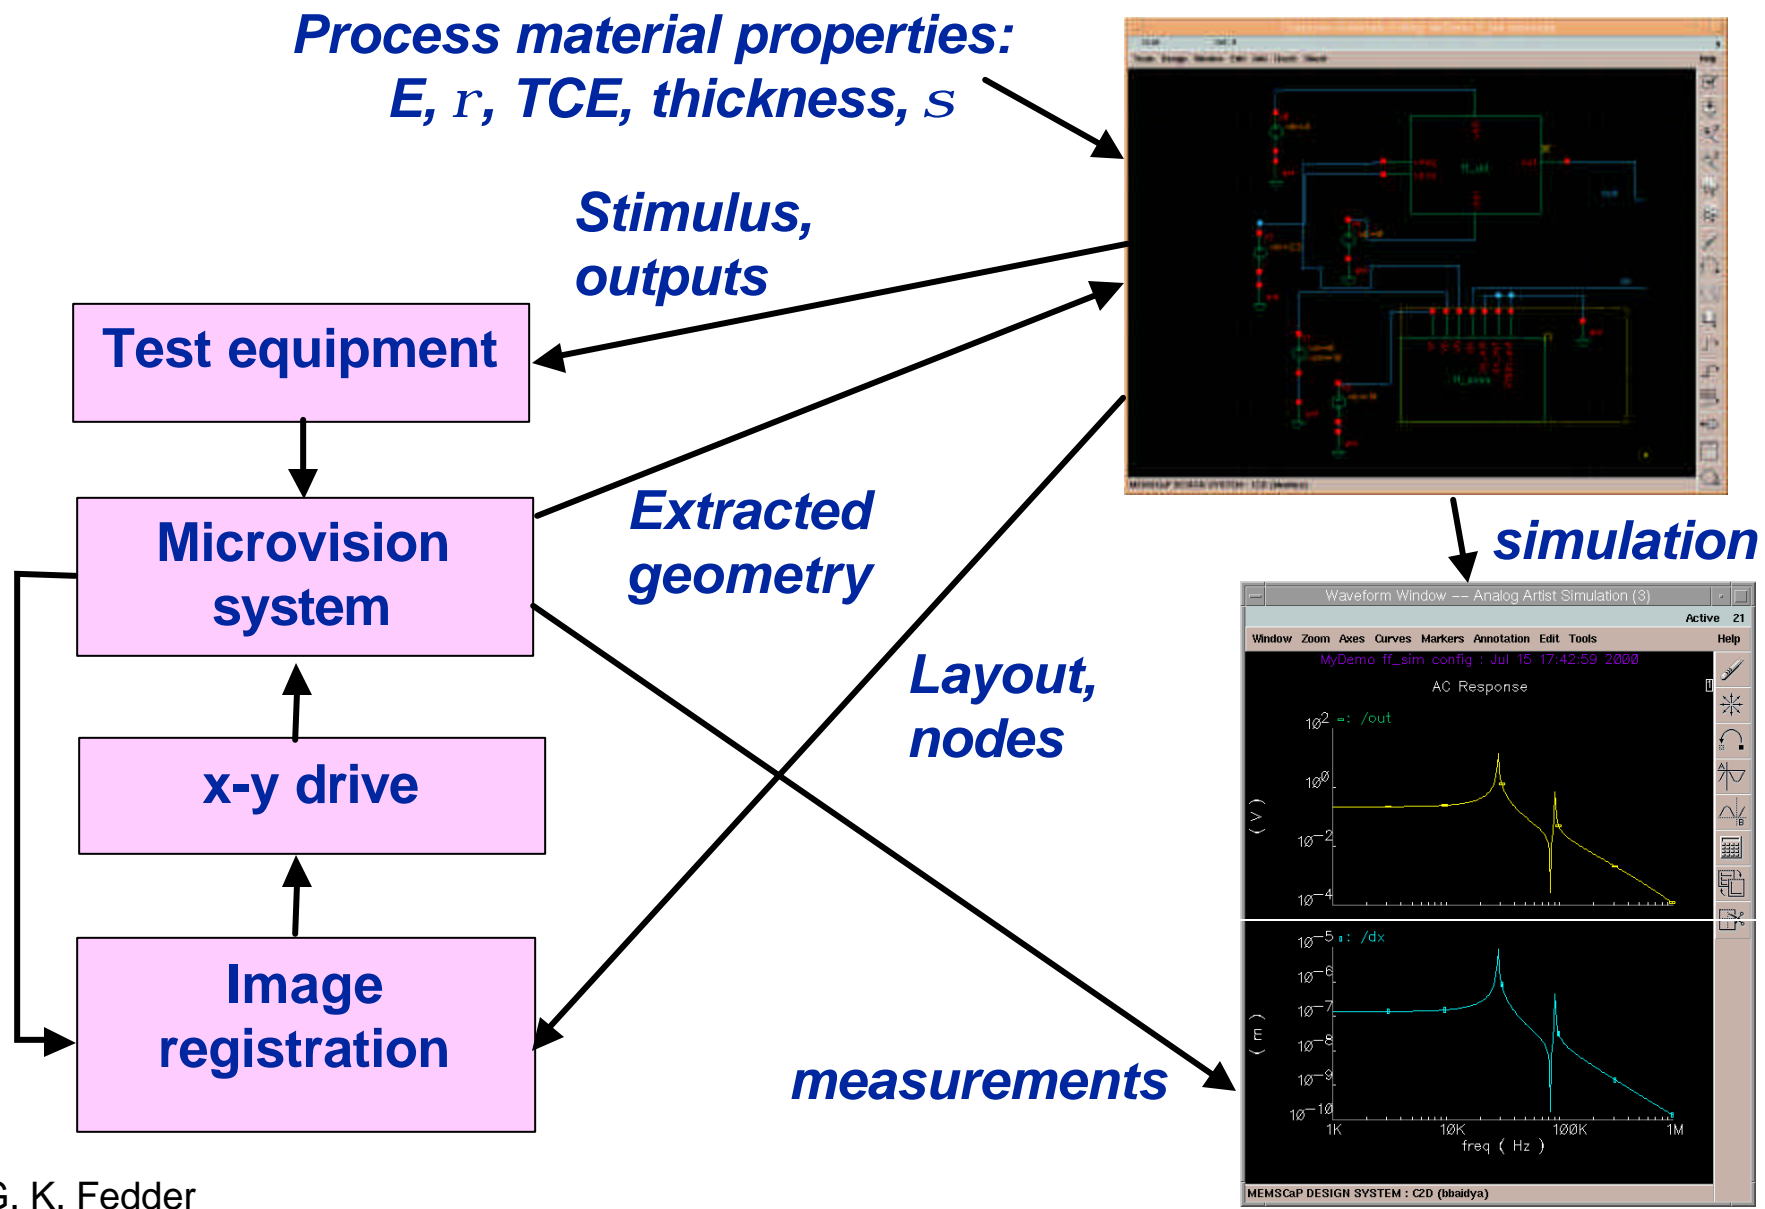 Process material properties:
E, r, TCE, thickness, s
Stimulus,
outputs
Test equipment
Microvision
system
Extracted
geometry
simulation
x-y drive
Layout,
nodes
Image
registration
measurements
Waveform Window -- Analog Artist Simulation (3)
Active 21
Window Zoom Axes Curves Markers Annotation Edit Tools Help
MyDemo ff_sim config : Jul 15 17:42:59 2000
AC Response
1
10^2
: /out
10^0
( V )
10^-2
10^-4
10^-5
: /dx
10^-6
10^-7
( m )
10^-8
10^-9
10^-10
1K 10K 100K 1M
freq ( Hz )
MEMSCaP DESIGN SYSTEM : C2D (bbaidya)
G. K. Fedder